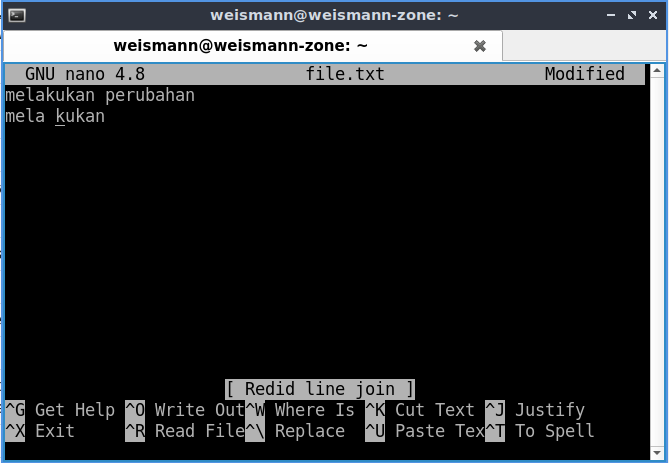 weismann@weismann-zone: ~
weismann@weismann-zone: ~
GNU nano 4.8 file.txt Modified
melakukan perubahan
mela kukan
[ Redid line join ]
^G Get Help ^O Write Out ^W Where Is ^K Cut Text ^J Justify
^X Exit ^R Read File ^\ Replace ^U Paste Tex ^T To Spell